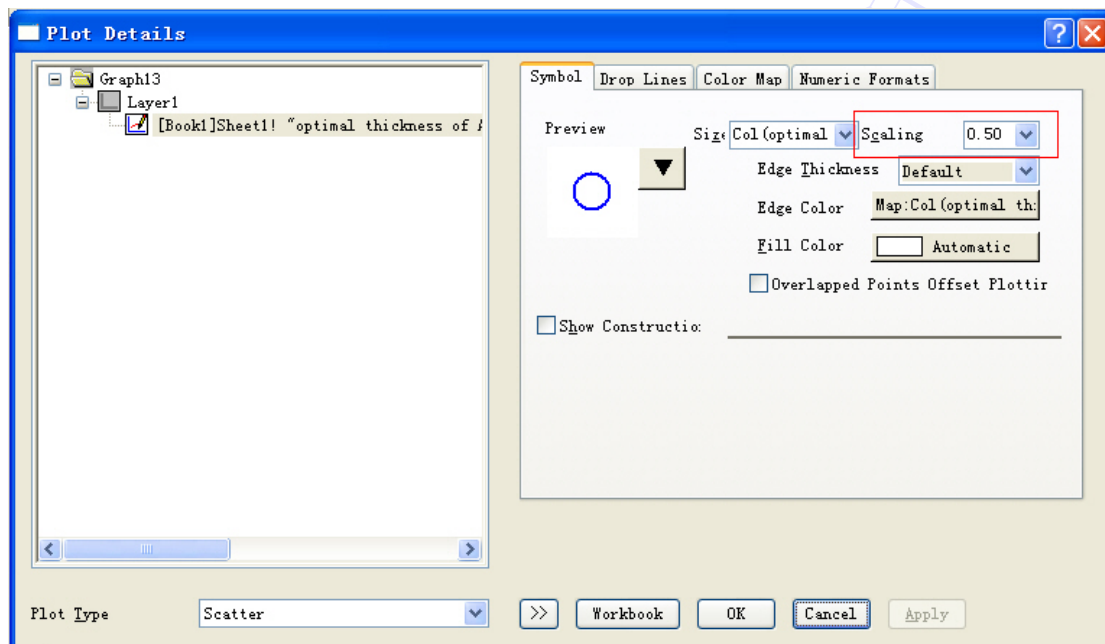 Plot Details
Graph13
Layer1
[Book1]Sheet1! "optimal thickness of A
Symbol Drop Lines Color Map Numeric Formats
Preview
Size Col(optimal Scaling 0.50
Edge Thickness Default
Edge Color Map:Col(optimal th:
Fill Color Automatic
Overlapped Points Offset Plottir
Show Constructio:
Plot Type Scatter >> Workbook OK Cancel Apply